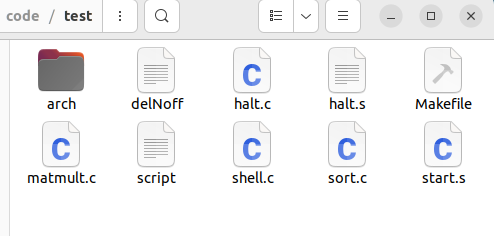 code / test
arch delNoff halt.c halt.s Makefile
C C
matmult.c script shell.c sort.c start.s
C C C C